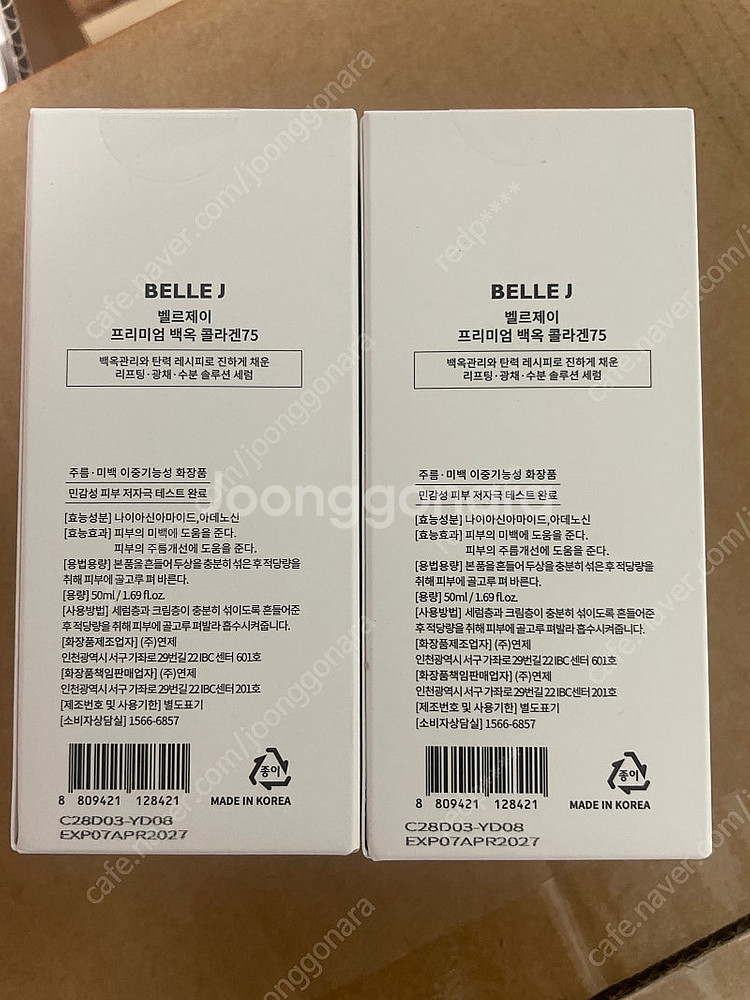 BELLE J
벨르제이
프리미엄 백옥 콜라겐75
백옥관리와 탄력 레시피로 진하게 채운
리프팅·광채·수분 솔루션 세럼
주름·미백 이중기능성 화장품
민감성 피부 저자극 테스트 완료
[효능성분] 나이아신아마이드,아데노신
[효능효과] 피부의 미백에 도움을 준다.
피부의 주름개선에 도움을 준다.
[용법용량] 본품을 흔들어 두상을 충분히 섞은 후 적당량을
취해 피부에 골고루 펴 바른다.
[용량] 50ml / 1.69 fl.oz.
[사용방법] 세럼층과 크림층이 충분히 섞이도록 흔들어준
후 적당량을 취해 피부에 골고루 펴발라 흡수시켜줍니다.
[화장품제조업자] (주)연제
인천광역시 서구 가좌로 29번길 22 IBC 센터 601호
[화장품책임판매업자] (주)연제
인천광역시 서구 가좌로 29번길 22 IBC센터 201호
[제조번호 및 사용기한] 별도표기
[소비자상담실] 1566-6857
종이
8 809421 128421
MADE IN KOREA
C28D03-YD08
EXP07APR2027
BELLE J
벨르제이
프리미엄 백옥 콜라겐75
백옥관리와 탄력 레시피로 진하게 채운
리프팅·광채·수분 솔루션 세럼
주름·미백 이중기능성 화장품
민감성 피부 저자극 테스트 완료
[효능성분] 나이아신아마이드,아데노신
[효능효과] 피부의 미백에 도움을 준다.
피부의 주름개선에 도움을 준다.
[용법용량] 본품을 흔들어 두상을 충분히 섞은 후 적당량을
취해 피부에 골고루 펴 바른다.
[용량] 50ml / 1.69 fl.oz.
[사용방법] 세럼층과 크림층이 충분히 섞이도록 흔들어준
후 적당량을 취해 피부에 골고루 펴발라 흡수시켜줍니다.
[화장품제조업자] (주)연제
인천광역시 서구 가좌로 29번길 22 IBC 센터 601호
[화장품책임판매업자] (주)연제
인천광역시 서구 가좌로 29번길 22 IBC센터 201호
[제조번호 및 사용기한] 별도표기
[소비자상담실] 1566-6857
종이
8 809421 128421
MADE IN KOREA
C28D03-YD08
EXP07APR2027
joonggonara
cafe.naver.com/joonggonara
redp****
cafe.naver.com/joonggonara
cafe.naver.com/joonggonara